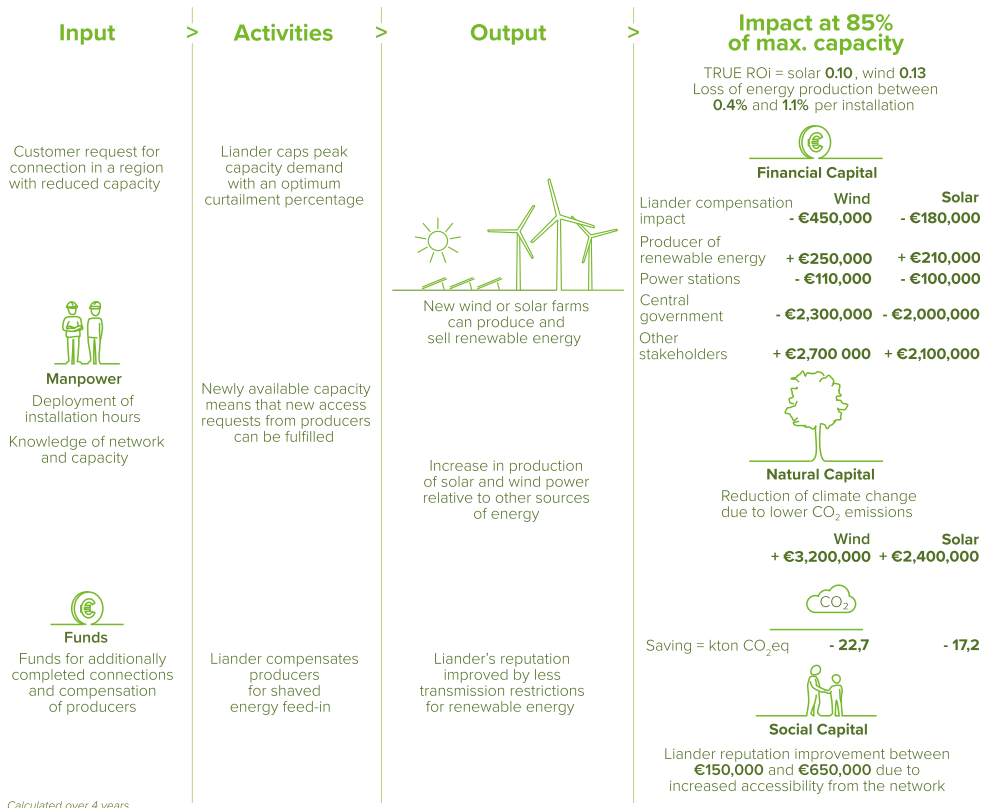 Input
>
Activities
>
Output
>
Impact at 85%
of max. capacity
TRUE ROi = solar 0.10 , wind 0.13
Loss of energy production between
0.4% and 1.1% per installation
Customer request for
connection in a region
with reduced capacity
Manpower
Deployment of
installation hours
Knowledge of network
and capacity
€
Funds
Funds for additionally
completed connections
and compensation
of producers
Liander caps peak
capacity demand
with an optimum
curtailment percentage
Newly available capacity
means that new access
requests from producers
can be fulfilled
Liander compensates
producers
for shaved
energy feed-in
New wind or solar farms
can produce and
sell renewable energy
Increase in production
of solar and wind power
relative to other sources
of energy
Liander’s reputation
improved by less
transmission restrictions
for renewable energy
€
Financial Capital
Wind Solar
Liander compensation
impact - €450,000 - €180,000
Producer of
renewable energy + €250,000 + €210,000
Power stations - €110,000 - €100,000
Central
government - €2,300,000 - €2,000,000
Other
stakeholders + €2,700 000 + €2,100,000
Natural Capital
Reduction of climate change
due to lower CO₂ emissions
Wind Solar
+ €3,200,000 + €2,400,000
CO₂
Saving = kton CO₂eq - 22,7 - 17,2
Social Capital
Liander reputation improvement between
€150,000 and €650,000 due to
increased accessibility from the network
Calculated over 4 years